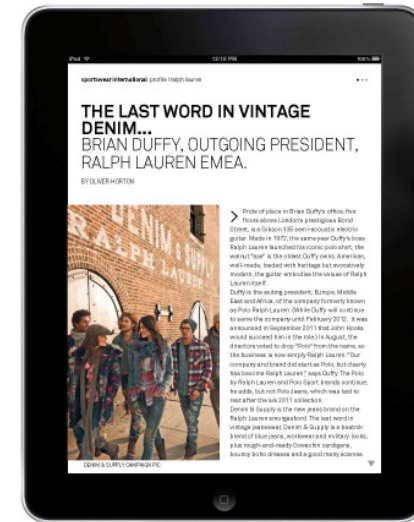 iPod
12:10 PM
100%
sportswear international profile | ralph lauren
THE LAST WORD IN VINTAGE
DENIM...
BRIAN DUFFY, OUTGOING PRESIDENT,
RALPH LAUREN EMEA.
BY OLIVER HORTON
DENIM & SUPPLY
RALPH LAUREN
DENIM & SUPPLY CAMPAIGN PIC
Pride of place in Brian Duffy's office, five
floors above London's prestigious Bond
Street, is a Gibson 335 semi-acoustic electric
guitar. Made in 1972, the same year Duffy's boss
Ralph Lauren launched his iconic polo shirt, the
walnut "axe" is the oldest Duffy owns. American,
well-made, loaded with heritage but evocatively
modern, the guitar embodies the values of Ralph
Lauren itself.
Duffy is the exiting president, Europe, Middle
East and Africa, of the company formerly known
as Polo Ralph Lauren. (While Duffy will continue
to serve the company until February 2012, it was
announced in September 2011 that John Hooks
would succeed him in the role.) In August, the
directors voted to drop "Polo" from the name, so
the business is now simply Ralph Lauren. "Our
company and brand did start as Polo, but clearly
has become Ralph Lauren," says Duffy. The Polo
by Ralph Lauren and Polo Sport brands continue,
he adds, but not Polo Jeans, which was laid to
rest after the a/w 2011 collection.
Denim & Supply is the new jeans brand on the
Ralph Lauren smorgasbord. The last word in
vintage jeanswear, Denim & Supply is a beatnik
blend of blue jeans, workwear and military looks,
plus rough-and-ready Cowichan cardigans,
bouncy boho dresses and a good many scarves.